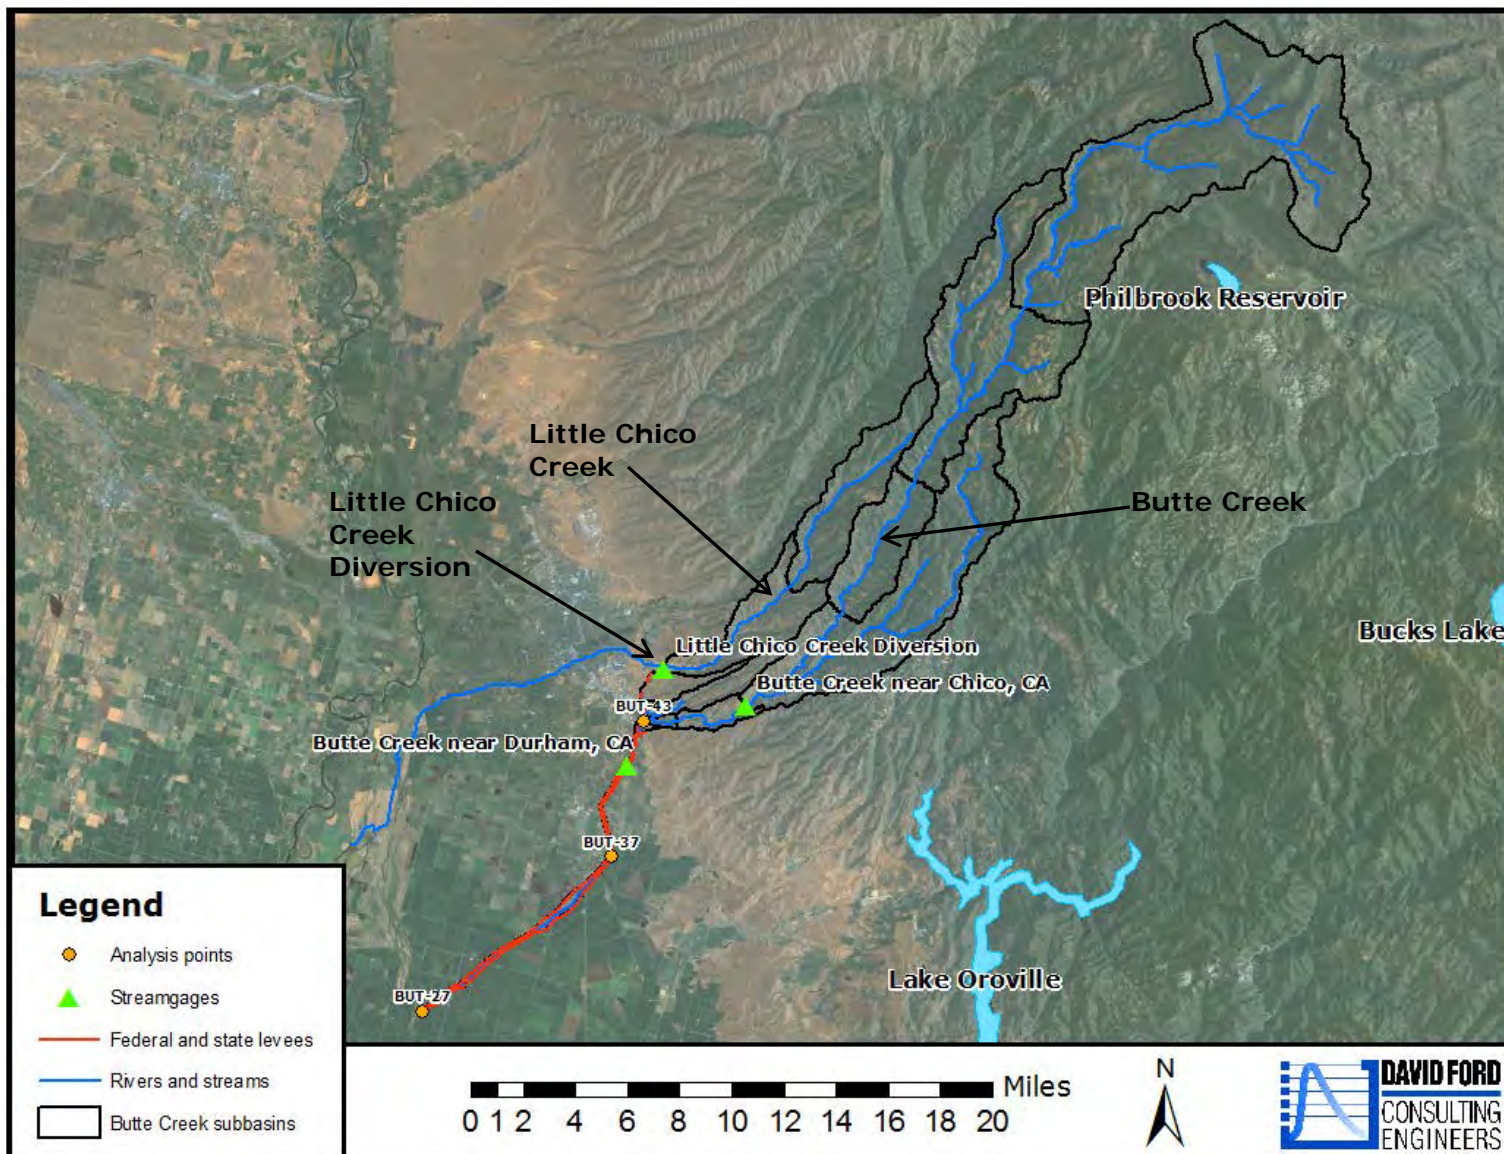 Philbrook Reservoir
Little Chico
Creek
Little Chico
Creek
Diversion
Butte Creek
Bucks Lake
Little Chico Creek Diversion
Butte Creek near Chico, CA
BUT-43
Butte Creek near Durham, CA
BUT-37
Lake Oroville
BUT-27
Legend
Analysis points
Streamgages
Federal and state levees
Rivers and streams
Butte Creek subbasins
Miles
0 1 2 4 6 8 10 12 14 16 18 20
N
DAVID FORD
CONSULTING
ENGINEERS